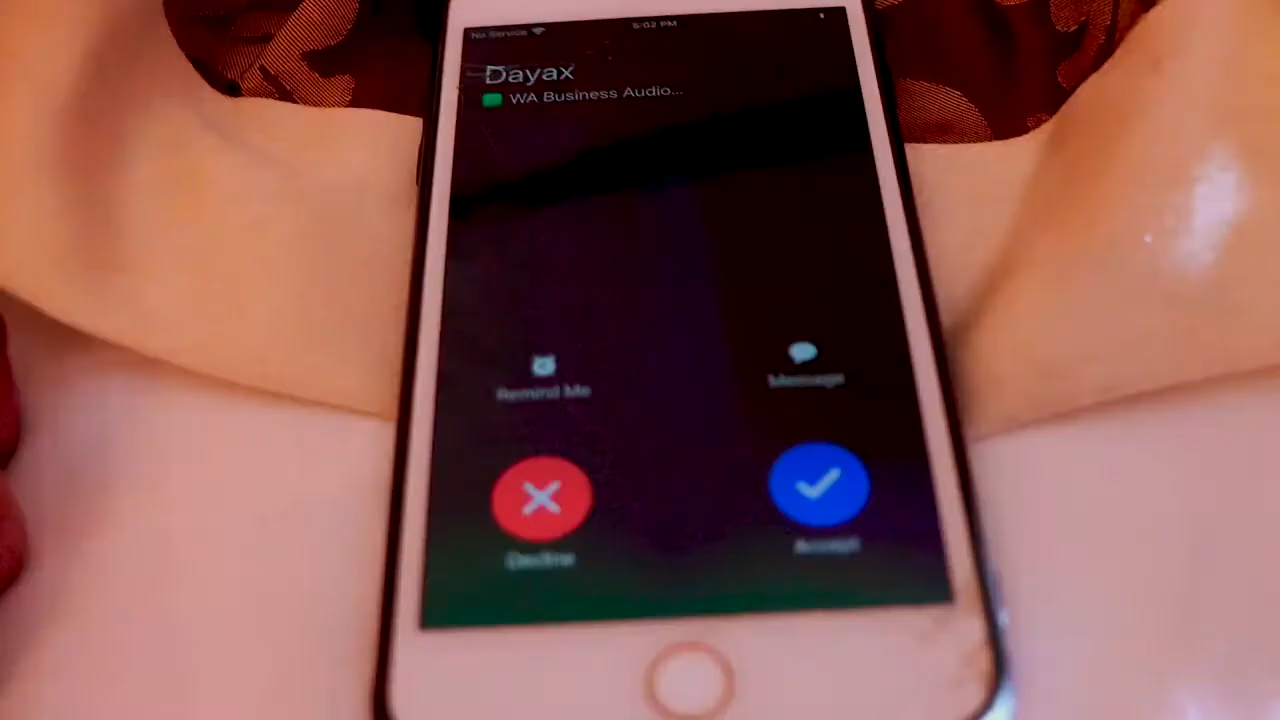 No Service 5:02 PM
Dayax
WA Business Audio...
Remind Me
Message
Decline
Accept